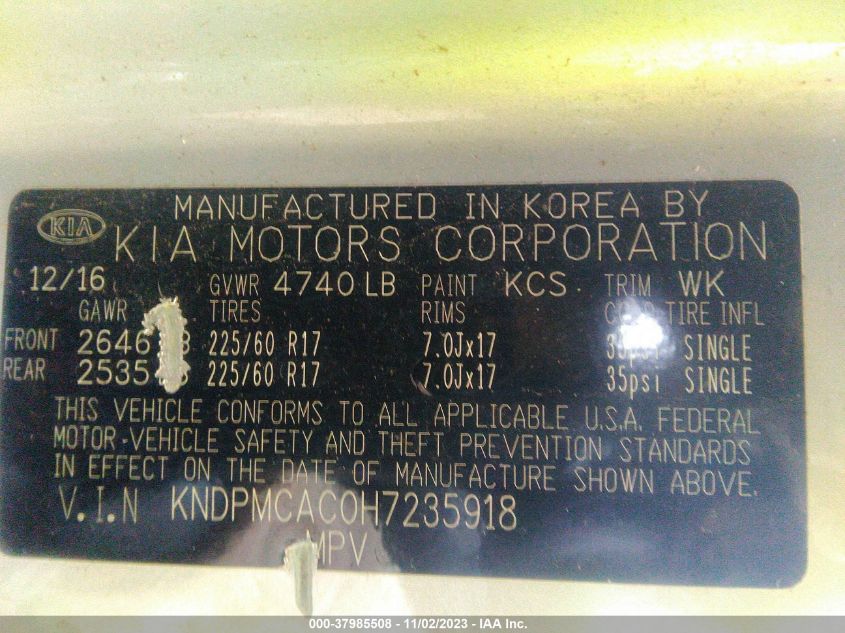 MANUFACTURED IN KOREA BY
KIA KIA MOTORS CORPORATION
12/16 GVWR 4740 LB PAINT KCS TRIM WK
GAWR TIRES RIMS TIRE INFL
FRONT 225/60 R17 7.0Jx17 SINGLE
REAR 225/60 R17 7.0Jx17 35psi SINGLE
THIS VEHICLE CONFORMS TO ALL APPLICABLE U.S.A. FEDERAL
MOTOR-VEHICLE SAFETY AND THEFT PREVENTION STANDARDS
IN EFFECT ON THE DATE OF MANUFACTURE SHOWN ABOVE.
V.I.N KNDPMCAC0H7235918
MPV
000-37985508 - 11/02/2023 - IAA Inc.